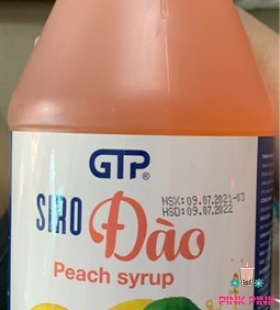 GTP®
NSX:09.07.2021-03
HSD:09.07.2022
SIRO Đào
Peach syrup
PINK PINK